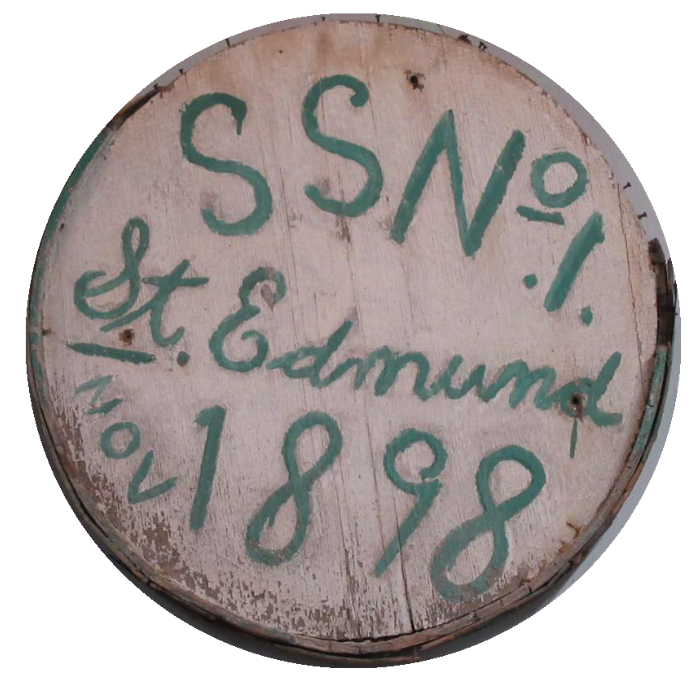 SSNº.1.
St. Edmund
NOV 1898